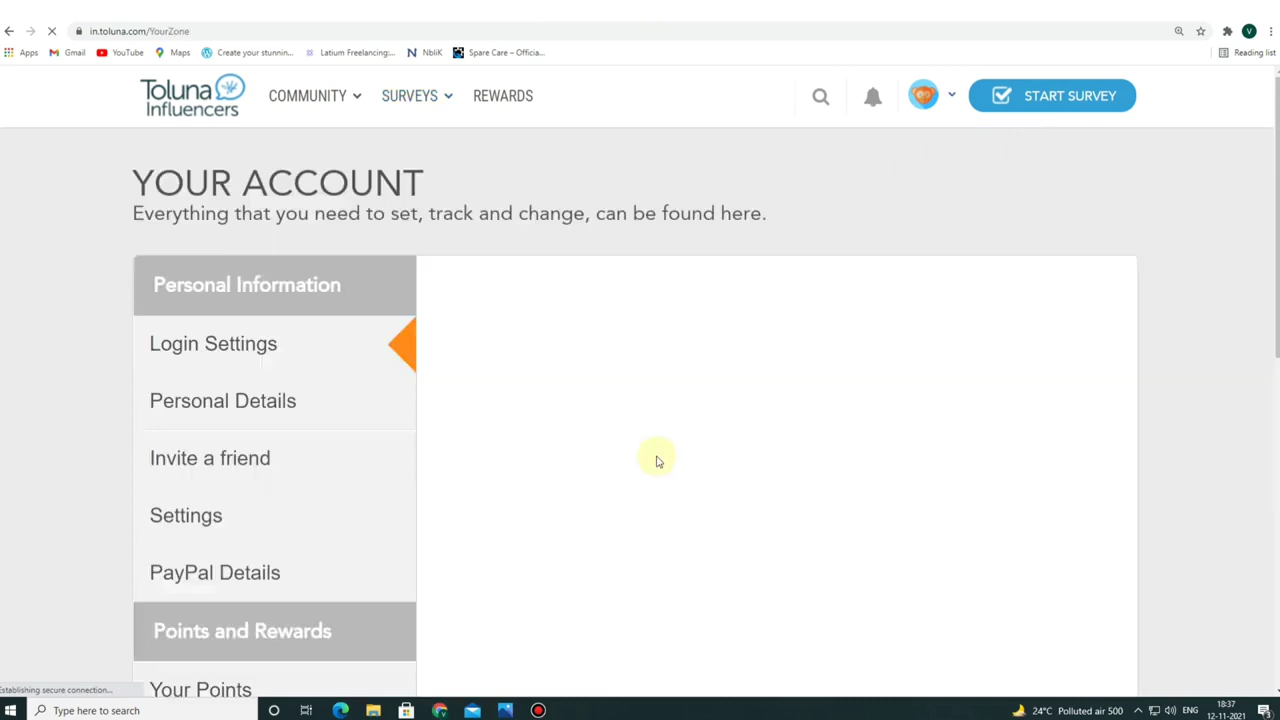 in.toluna.com/YourZone
Apps
Gmail
YouTube
Maps
Create your stunnin...
Latium Freelancing:...
NbliK
Spare Care – Officia...
Reading list
V
Toluna
Influencers
COMMUNITY
SURVEYS
REWARDS
START SURVEY
YOUR ACCOUNT
Everything that you need to set, track and change, can be found here.
Personal Information
Login Settings
Personal Details
Invite a friend
Settings
PayPal Details
Points and Rewards
Your Points
Establishing secure connection...
Type here to search
24°C Polluted air 500
ENG
18:37
12-11-2021